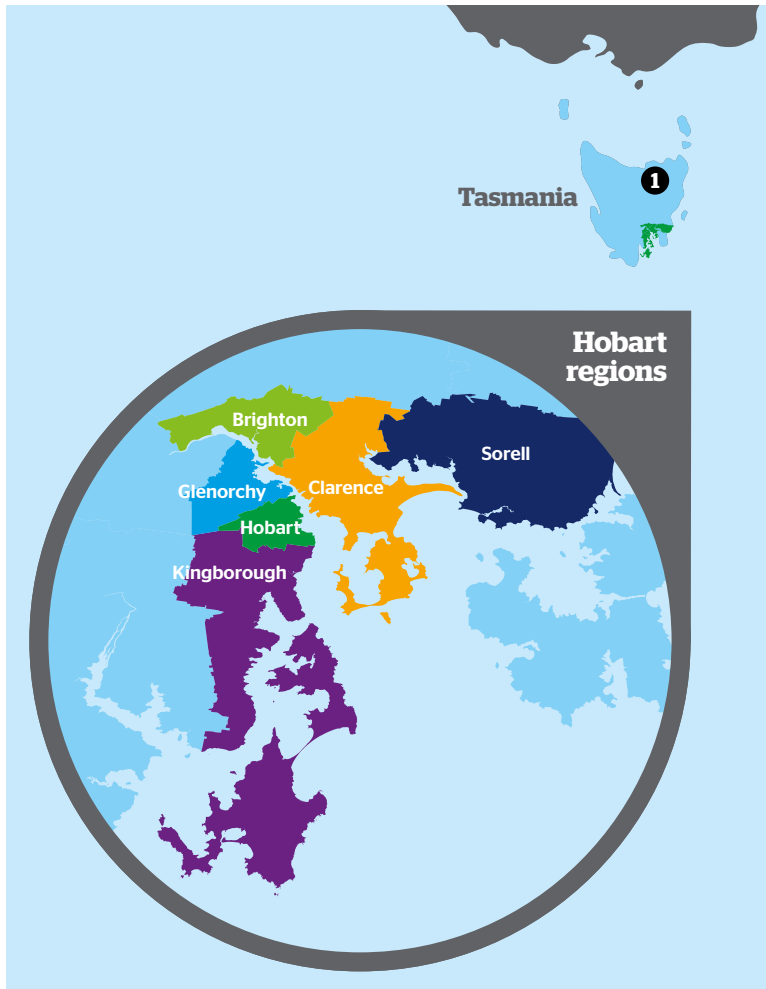 1
Tasmania
Hobart
regions
Brighton
Sorell
Glenorchy
Clarence
Hobart
Kingborough